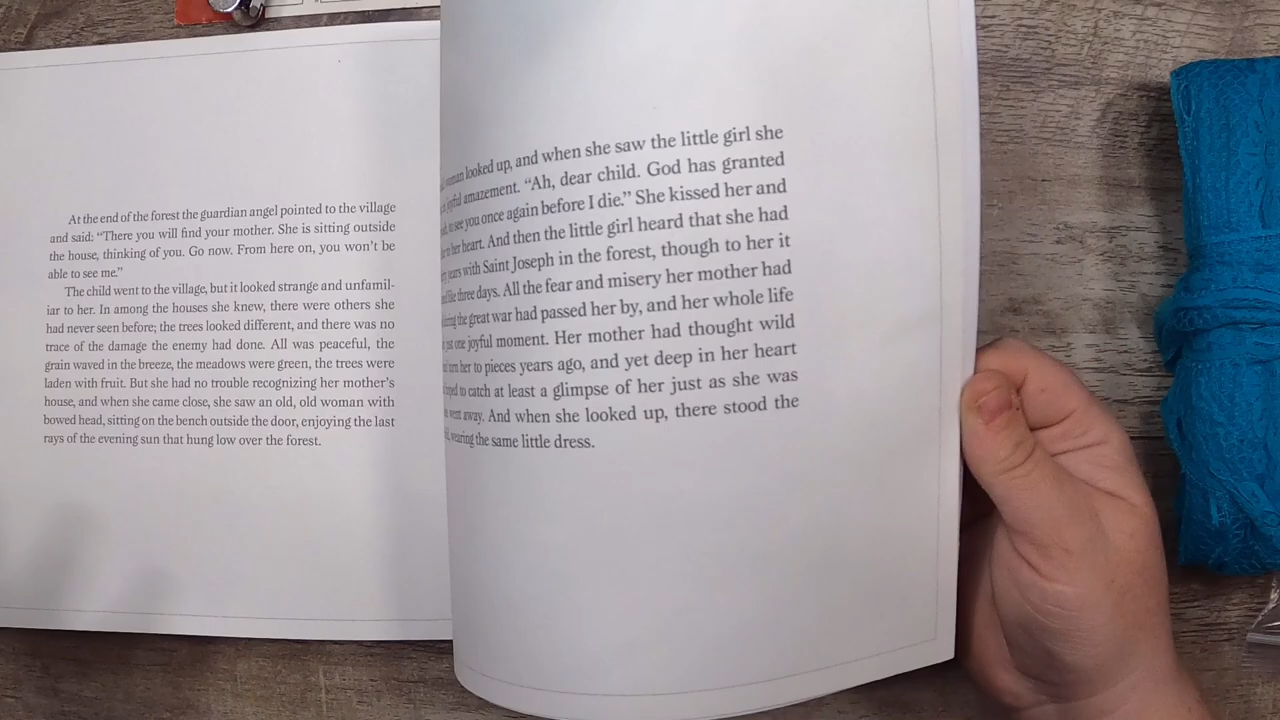 At the end of the forest the guardian angel pointed to the village
and said: “There you will find your mother. She is sitting outside
the house, thinking of you. Go now. From here on, you won’t be
able to see me.”
The child went to the village, but it looked strange and unfamil-
iar to her. In among the houses she knew, there were others she
had never seen before; the trees looked different, and there was no
trace of the damage the enemy had done. All was peaceful, the
grain waved in the breeze, the meadows were green, the trees were
laden with fruit. But she had no trouble recognizing her mother’s
house, and when she came close, she saw an old, old woman with
bowed head, sitting on the bench outside the door, enjoying the last
rays of the evening sun that hung low over the forest.
looked up, and when she saw the little girl she
joyful amazement. “Ah, dear child. God has granted
to see you once again before I die.” She kissed her and
to her heart. And then the little girl heard that she had
years with Saint Joseph in the forest, though to her it
like three days. All the fear and misery her mother had
the great war had passed her by, and her whole life
just one joyful moment. Her mother had thought wild
torn her to pieces years ago, and yet deep in her heart
to catch at least a glimpse of her just as she was
went away. And when she looked up, there stood the
wearing the same little dress.